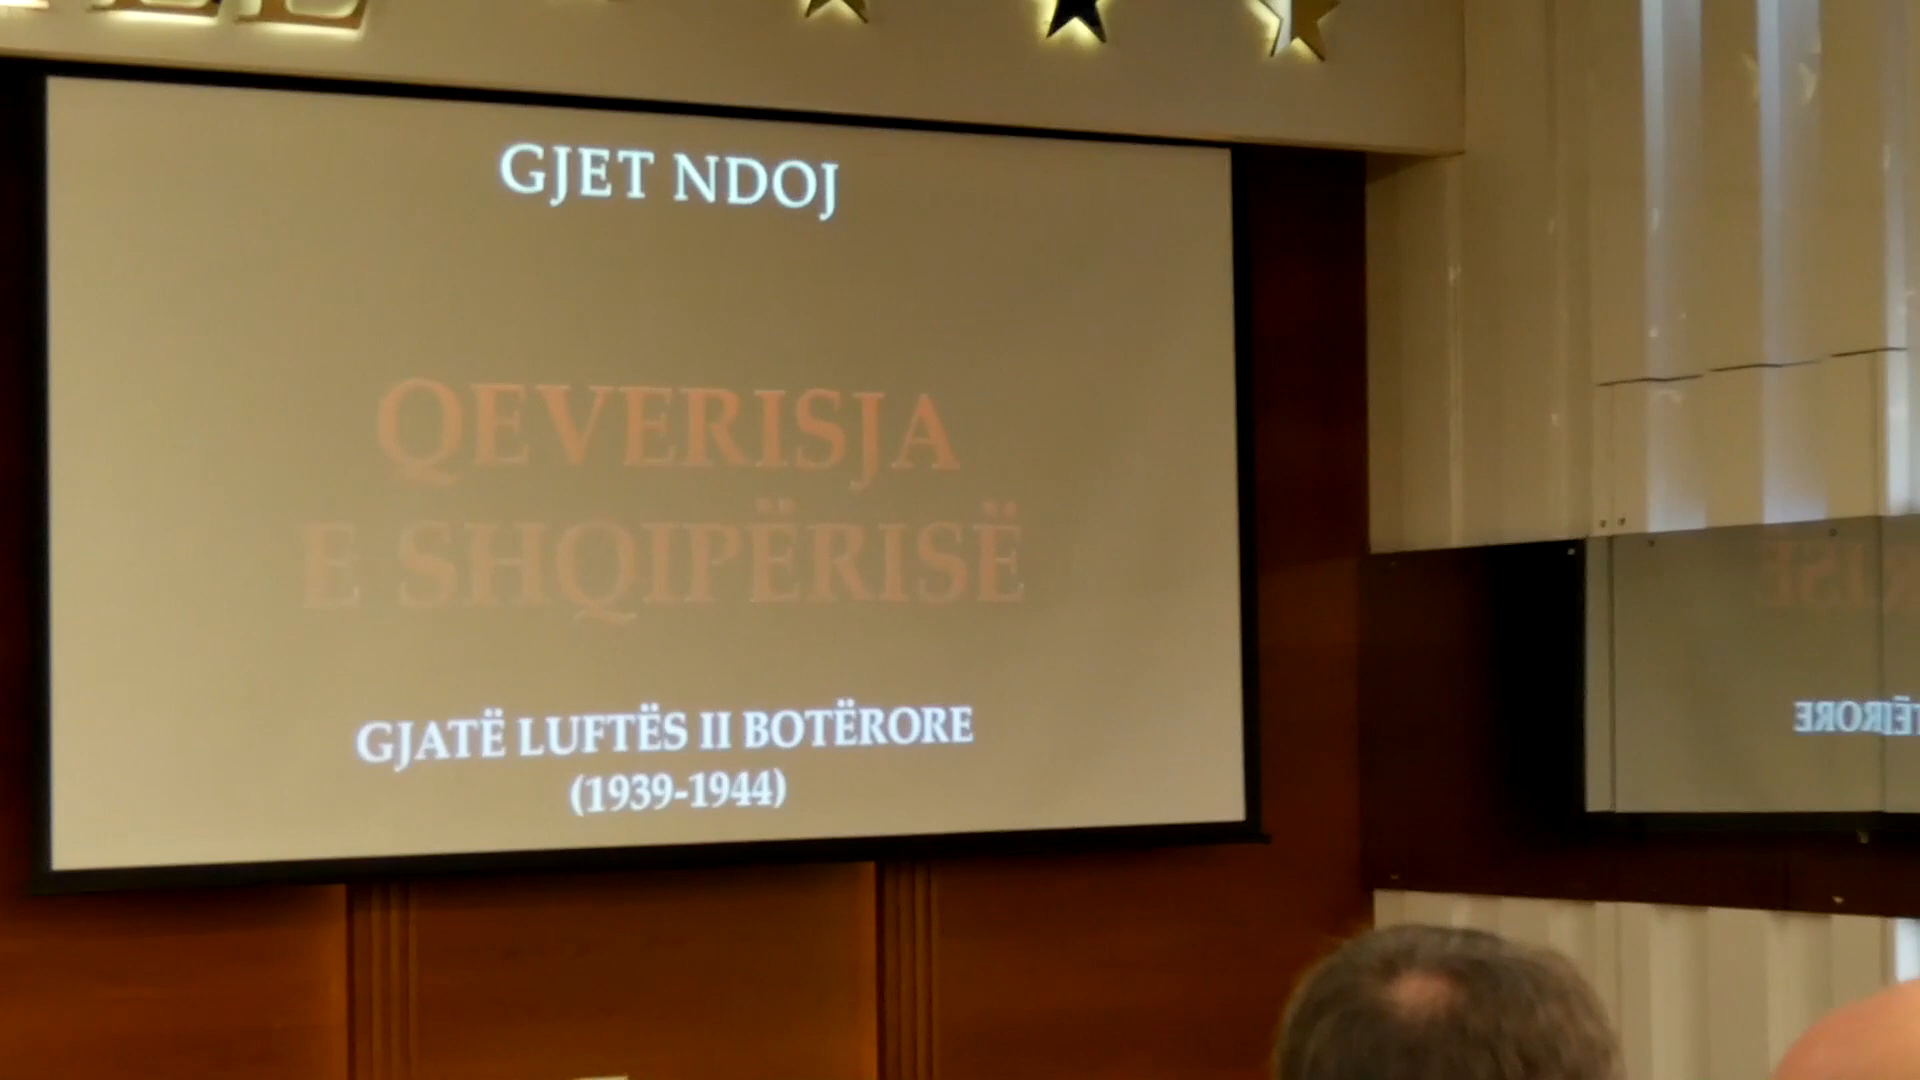 GJET NDOJ
QEVERISJA
E SHQIPËRISË
GJATË LUFTËS II BOTËRORE
(1939-1944)